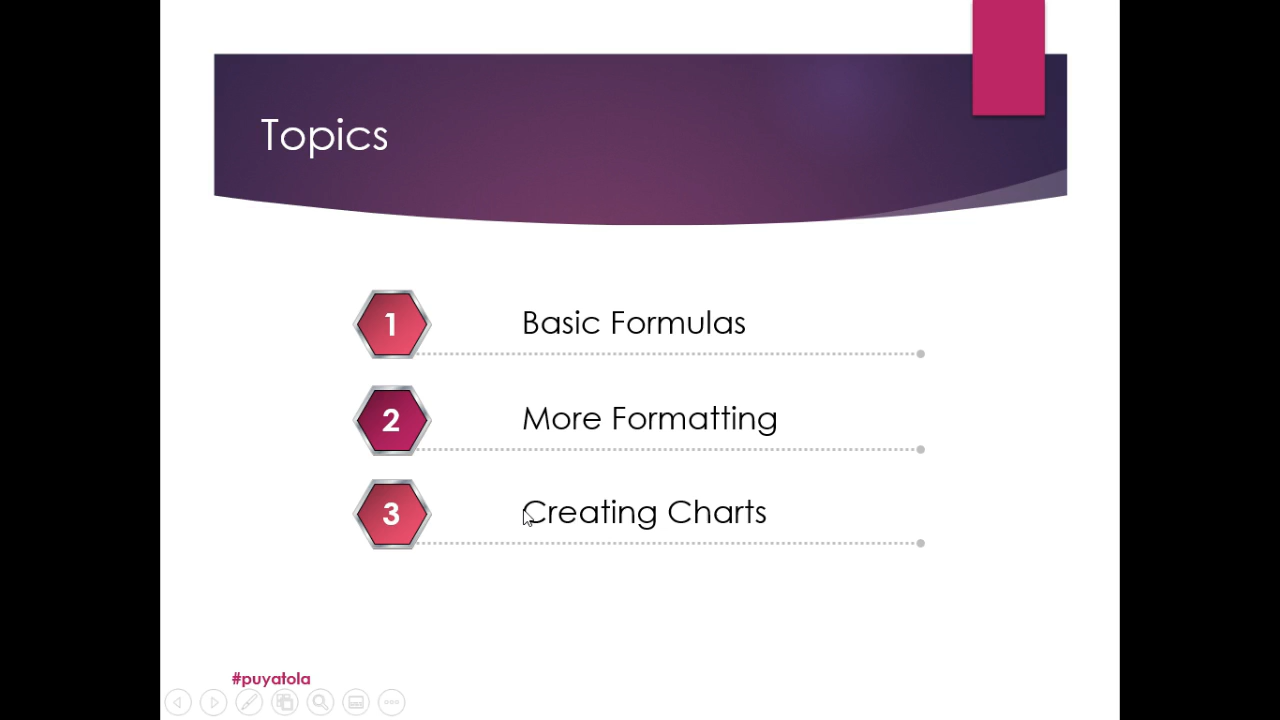 Topics
1 Basic Formulas
2 More Formatting
3 Creating Charts
#puyatola